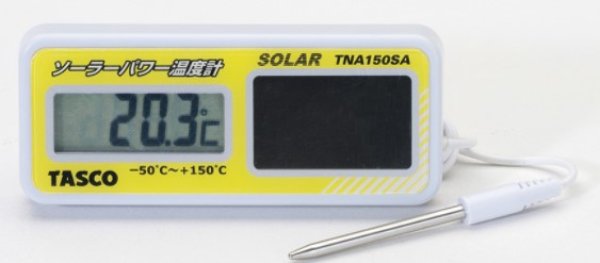 ソーラーパワー温度計
SOLAR TNA150SA
20.3℃
−50˚C～+150˚C
TASCO